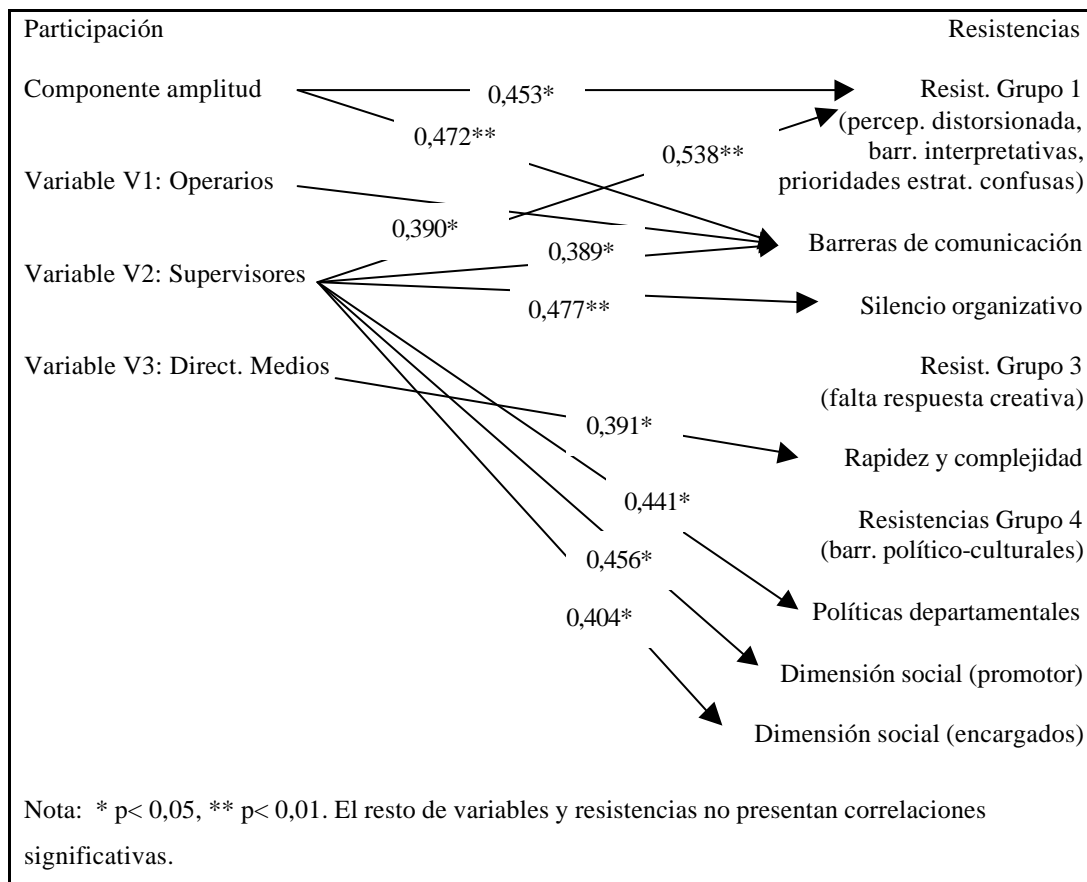 Participación Resistencias
Componente amplitud 0,453* Resist. Grupo 1
(percep. distorsionada,
0,472** 0,538** barr. interpretativas,
Variable V1: Operarios prioridades estrat. confusas)
0,390* 0,389* Barreras de comunicación
Variable V2: Supervisores
0,477** Silencio organizativo
Variable V3: Direct. Medios Resist. Grupo 3
(falta respuesta creativa)
0,391*
Rapidez y complejidad
0,441* Resistencias Grupo 4
(barr. político-culturales)
0,456*
0,404* Políticas departamentales
Dimensión social (promotor)
Dimensión social (encargados)
Nota: * p< 0,05, ** p< 0,01. El resto de variables y resistencias no presentan correlaciones
significativas.